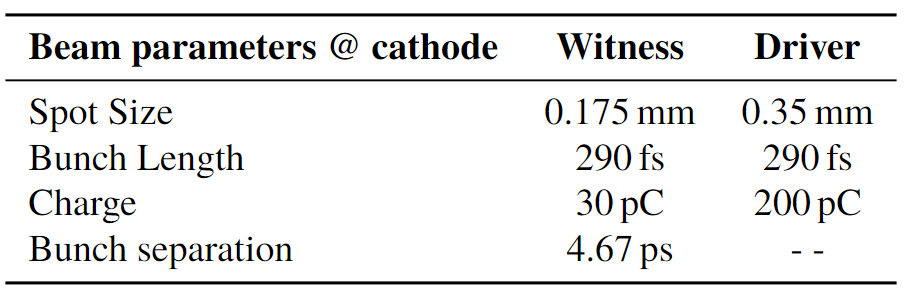 Beam parameters @ cathode Witness Driver
Spot Size 0.175 mm 0.35 mm
Bunch Length 290 fs 290 fs
Charge 30 pC 200 pC
Bunch separation 4.67 ps - -